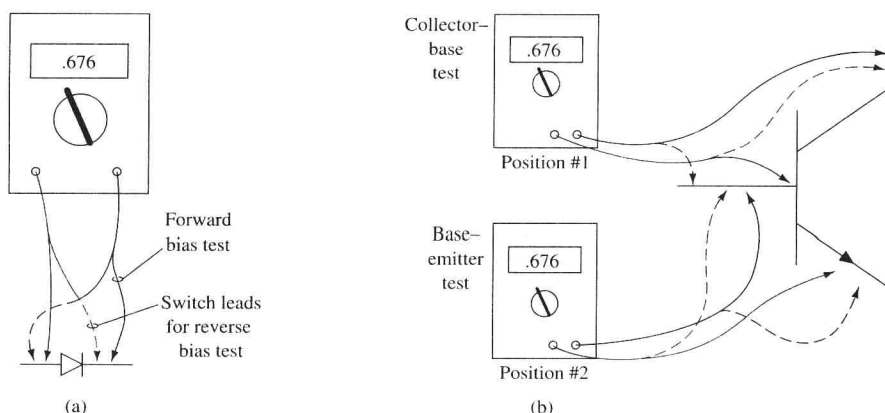 .676
Forward
bias test
Switch leads
for reverse
bias test
(a)
Collector–
base
test
.676
Position #1
Base–
emitter
test
.676
Position #2
(b)